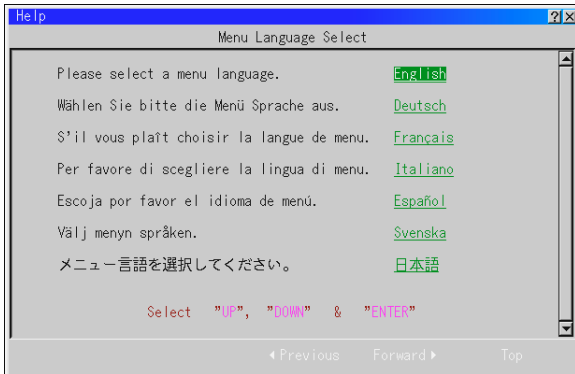 Help
Menu Language Select
Please select a menu language. English
Wählen Sie bitte die Menü Sprache aus. Deutsch
S'il vous plaît choisir la langue de menu. Français
Per favore di scegliere la lingua di menu. Italiano
Escoja por favor el idioma de menú. Español
Välj menyn språken. Svenska
メニュー言語を選択してください。 日本語
Select "UP", "DOWN" & "ENTER"
Previous Forward Top